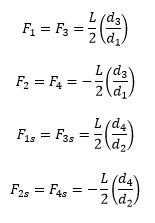 F₁ = F₃ = L/2 (d₃/d₁)
F₂ = F₄ = −L/2 (d₃/d₁)
F₁ₛ = F₃ₛ = L/2 (d₄/d₂)
F₂ₛ = F₄ₛ = −L/2 (d₄/d₂)